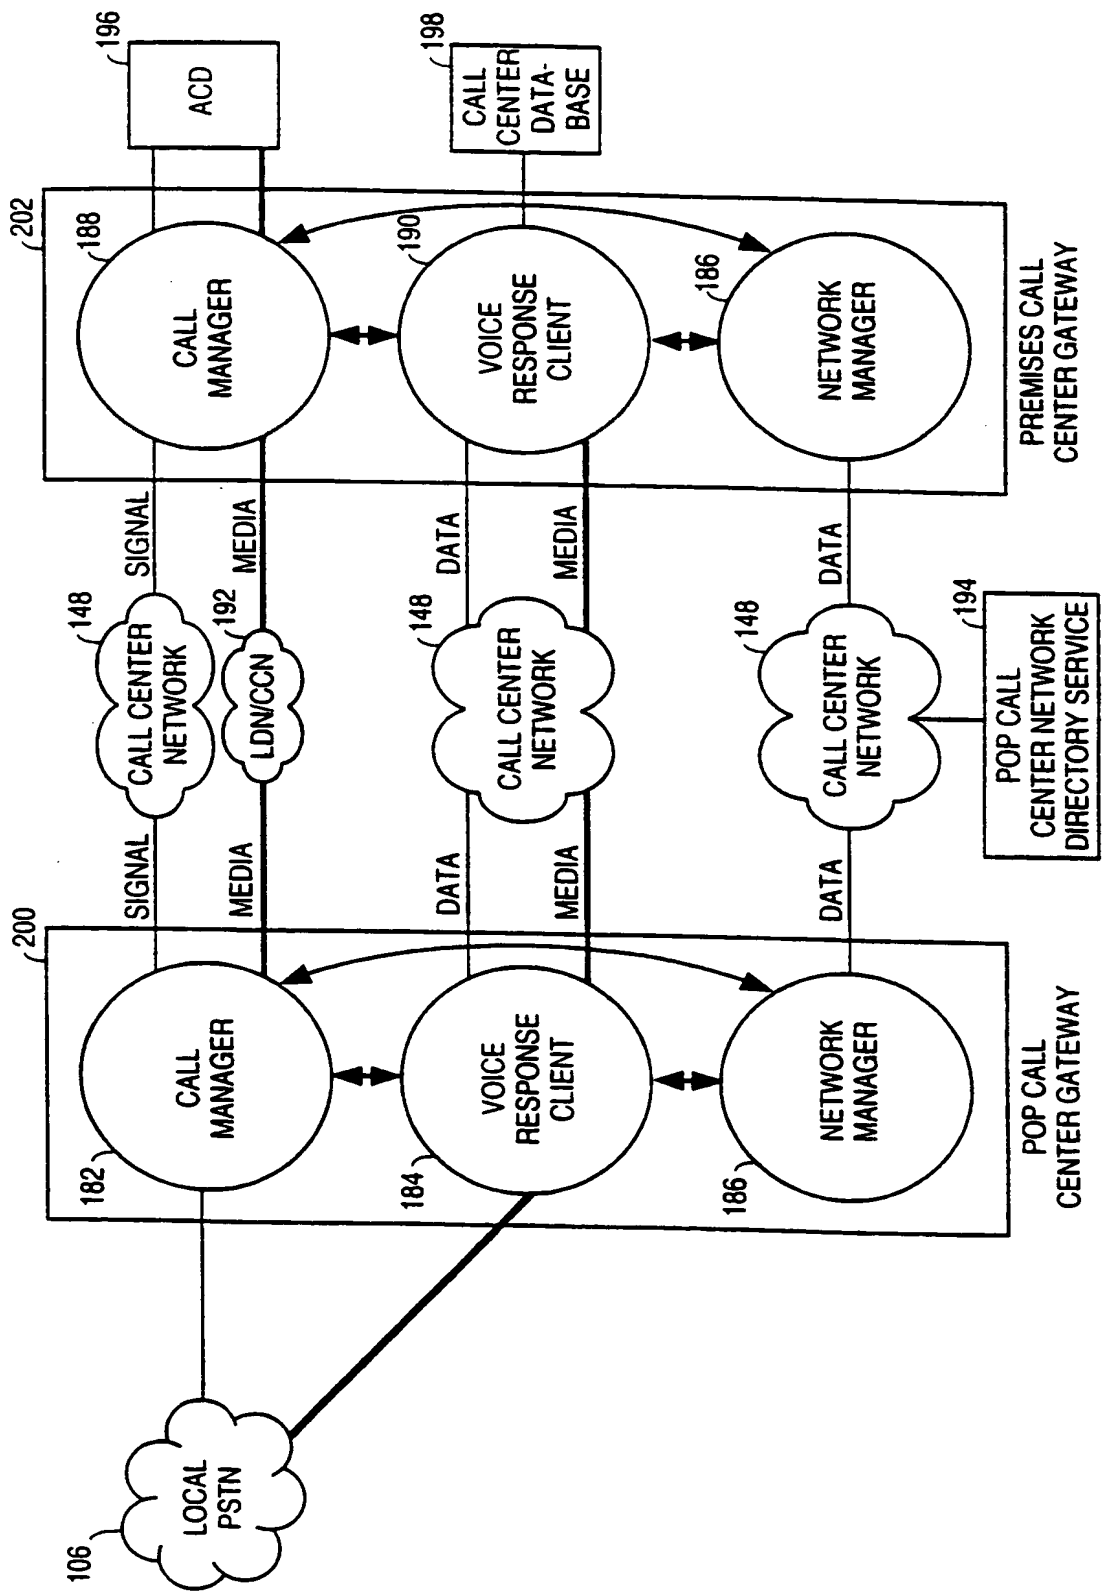 106
LOCAL
PSTN
200
182
CALL
MANAGER
184
VOICE
RESPONSE
CLIENT
186
NETWORK
MANAGER
POP CALL
CENTER GATEWAY
SIGNAL
MEDIA
DATA
MEDIA
DATA
148
CALL CENTER
NETWORK
192
LDN/CCN
148
CALL CENTER
NETWORK
148
CALL CENTER
NETWORK
194
POP CALL
CENTER NETWORK
DIRECTORY SERVICE
SIGNAL
MEDIA
DATA
MEDIA
DATA
202
188
CALL
MANAGER
190
VOICE
RESPONSE
CLIENT
186
NETWORK
MANAGER
PREMISES CALL
CENTER GATEWAY
196
ACD
198
CALL
CENTER
DATA-
BASE